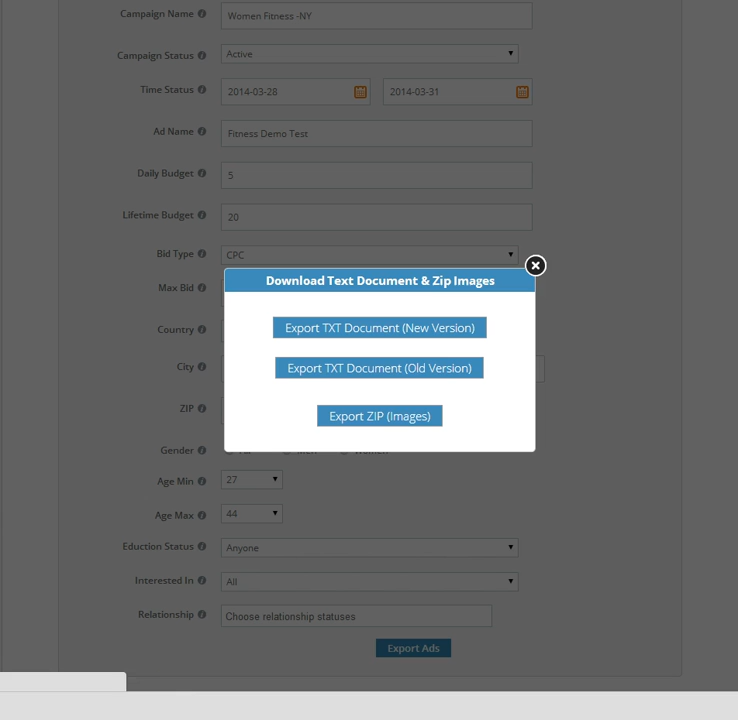 Campaign Name
Women Fitness -NY
Campaign Status
Active
Time Status
2014-03-28
2014-03-31
Ad Name
Fitness Demo Test
Daily Budget
5
Lifetime Budget
20
Bid Type
CPC
Download Text Document & Zip Images
Max Bid
Export TXT Document (New Version)
Country
City
Export TXT Document (Old Version)
ZIP
Export ZIP (Images)
Gender
Age Min
27
Age Max
44
Eduction Status
Anyone
Interested In
All
Relationship
Choose relationship statuses
Export Ads